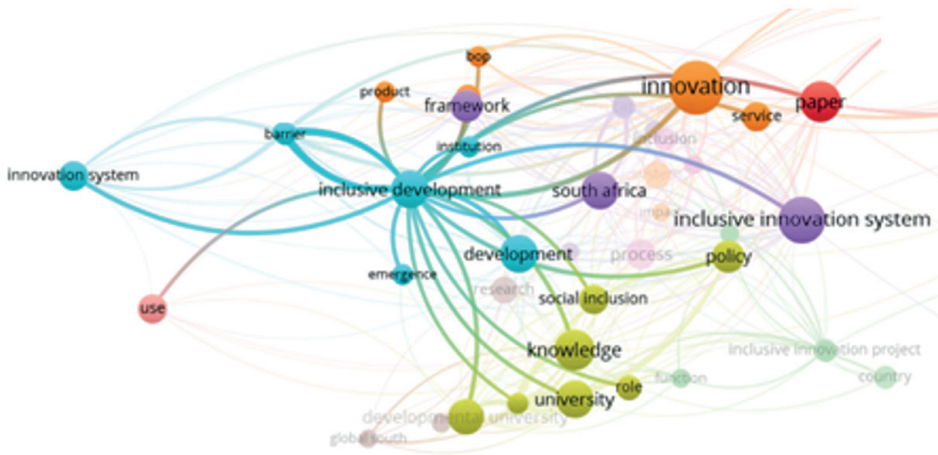 bop
innovation
product
framework
paper
service
barrier
institution
inclusion
innovation system
inclusive development
south africa
inclusive innovation system
development
process
policy
emergence
research
social inclusion
use
knowledge
inclusive innovation project
function
country
role
university
developmental university
global south